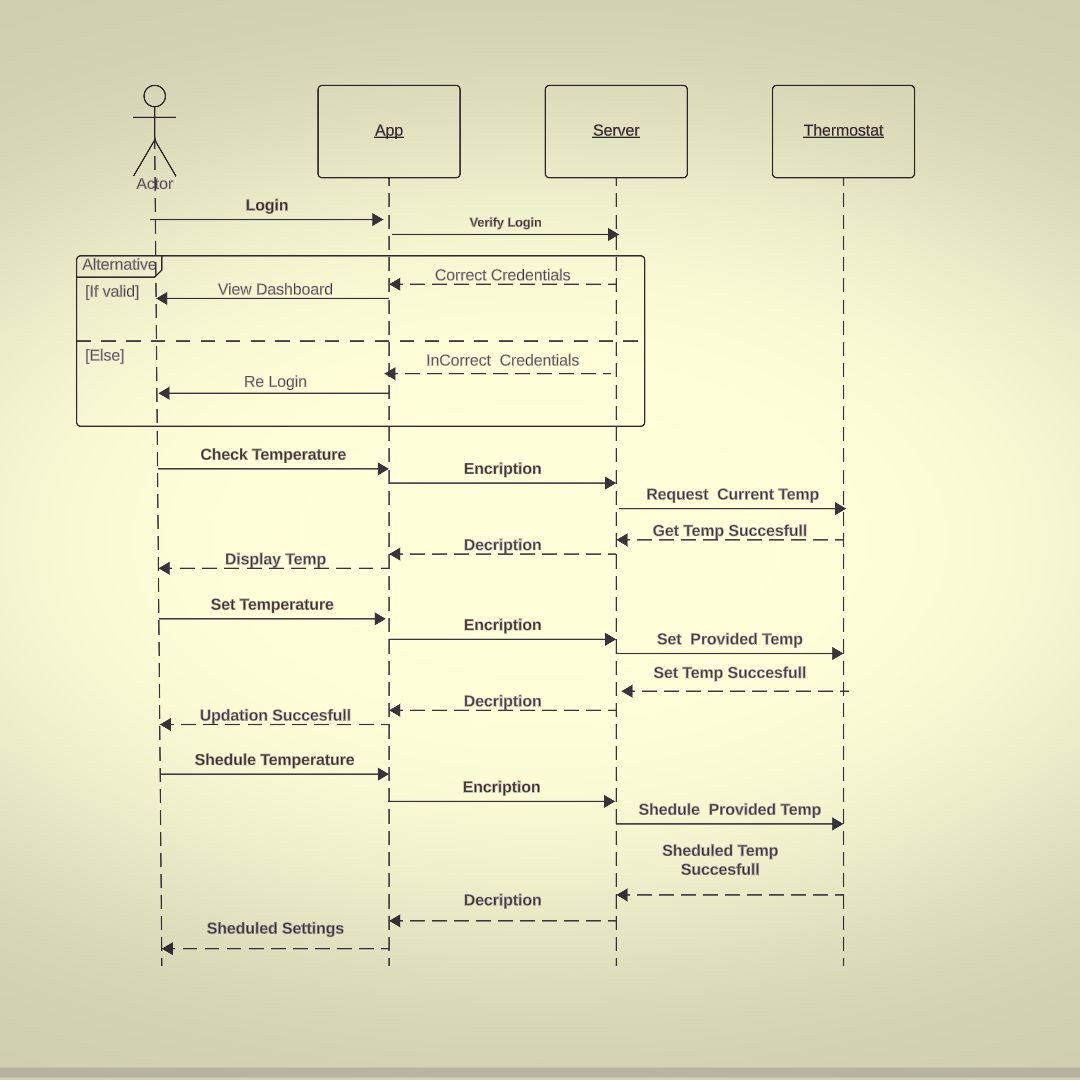 App
Server
Thermostat
Actor
Login
Verify Login
Alternative
Correct Credentials
[If valid]
View Dashboard
[Else]
InCorrect  Credentials
Re Login
Check Temperature
Encription
Request  Current Temp
Get Temp Succesfull
Decription
Display Temp
Set Temperature
Encription
Set  Provided Temp
Set Temp Succesfull
Decription
Updation Succesfull
Shedule Temperature
Encription
Shedule  Provided Temp
Sheduled Temp
Succesfull
Decription
Sheduled Settings